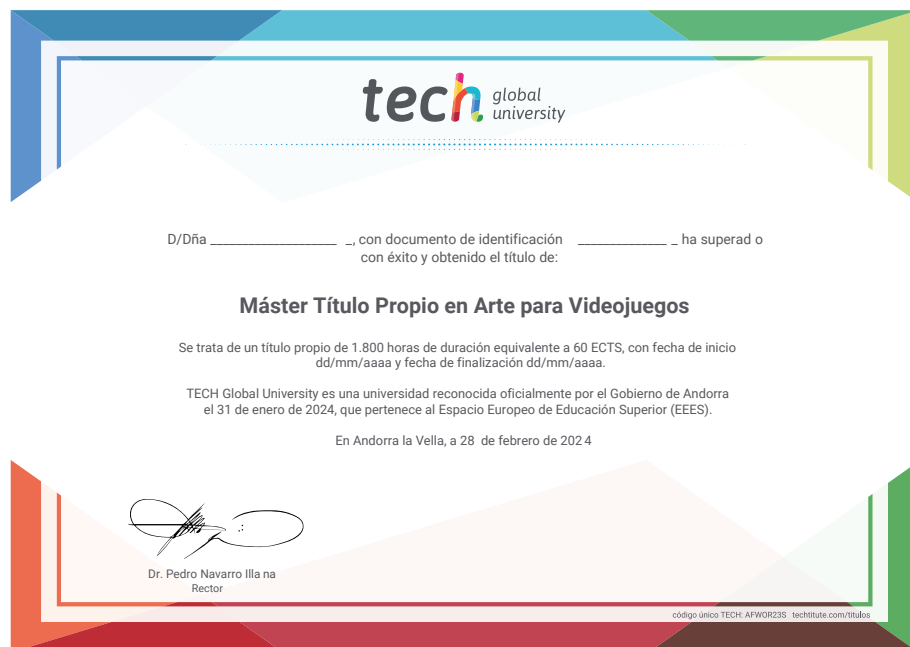 tech global
university
D/Dña ____________________ _, con documento de identificación ______________ _ ha superad o
con éxito y obtenido el título de:
Máster Título Propio en Arte para Videojuegos
Se trata de un título propio de 1.800 horas de duración equivalente a 60 ECTS, con fecha de inicio
dd/mm/aaaa y fecha de finalización dd/mm/aaaa.
TECH Global University es una universidad reconocida oficialmente por el Gobierno de Andorra
el 31 de enero de 2024, que pertenece al Espacio Europeo de Educación Superior (EEES).
En Andorra la Vella, a 28 de febrero de 202 4
Dr. Pedro Navarro Illa na
Rector
código único TECH: AFWOR23S techtitute.com/titulos